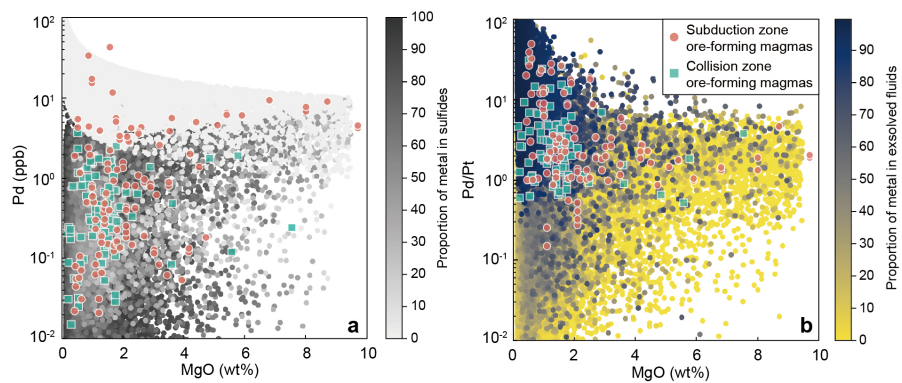 10²
10¹
10⁰
10⁻¹
10⁻²
Pd (ppb)
0 2 4 6 8 10
MgO (wt%)
a
100
90
80
70
60
50
40
30
20
10
0
Proportion of metal in sulfides
10²
10¹
10⁰
10⁻¹
10⁻²
Pd/Pt
0 2 4 6 8 10
MgO (wt%)
Subduction zone
ore-forming magmas
Collision zone
ore-forming magmas
b
90
80
70
60
50
40
30
20
10
0
Proportion of metal in exsolved fluids